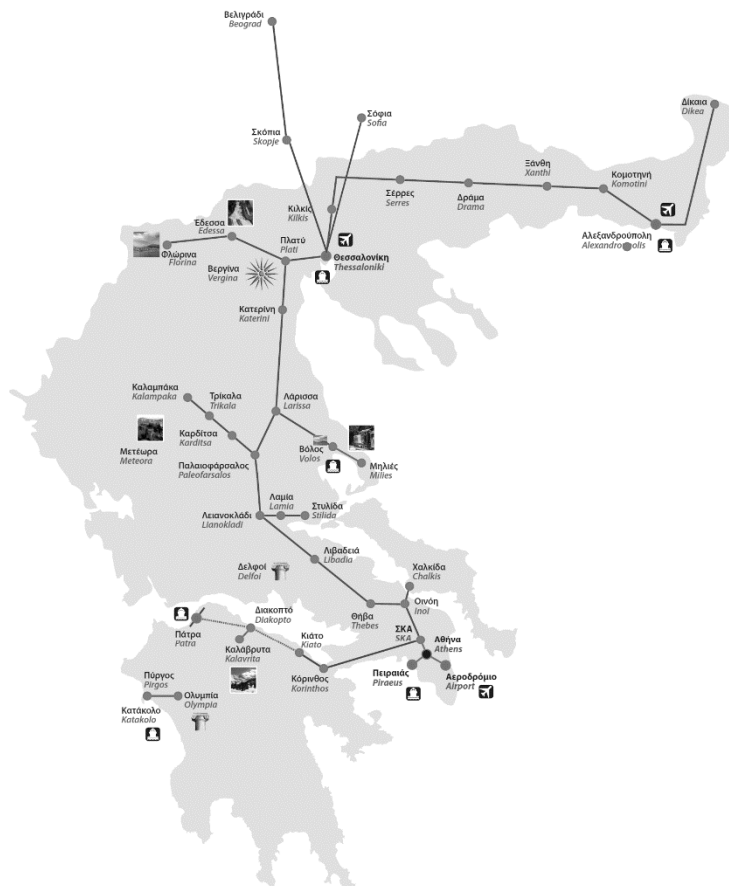 Βελιγράδι
Beograd
Σκόπια
Skopje
Σόφια
Sofia
Δίκαια
Dikea
Ξάνθη
Xanthi
Κομοτηνή
Komotini
Σέρρες
Serres
Δράμα
Drama
Κιλκίς
Kilkis
Αλεξανδρούπολη
Alexandroupolis
Έδεσσα
Edessa
Πλατύ
Plati
Φλώρινα
Florina
Θεσσαλονίκη
Thessaloniki
Βεργίνα
Vergina
Κατερίνη
Katerini
Καλαμπάκα
Kalampaka
Τρίκαλα
Trikala
Λάρισσα
Larissa
Καρδίτσα
Karditsa
Μετέωρα
Meteora
Βόλος
Volos
Παλαιοφάρσαλος
Paleofarsalos
Μηλιές
Milies
Λαμία
Lamia
Στυλίδα
Stilida
Λειανοκλάδι
Lianokladi
Λιβαδειά
Libadia
Δελφοί
Delfoi
Χαλκίδα
Chalkis
Οινόη
Inoi
Θήβα
Thebes
Διακοπτό
Diakopto
Πάτρα
Patra
Κιάτο
Kiato
ΣΚΑ
SKA
Αθήνα
Athens
Καλάβρυτα
Kalavrita
Κόρινθος
Korinthos
Πειραιάς
Piraeus
Αεροδρόμιο
Airport
Πύργος
Pirgos
Ολυμπία
Olympia
Κατάκολο
Katakolo